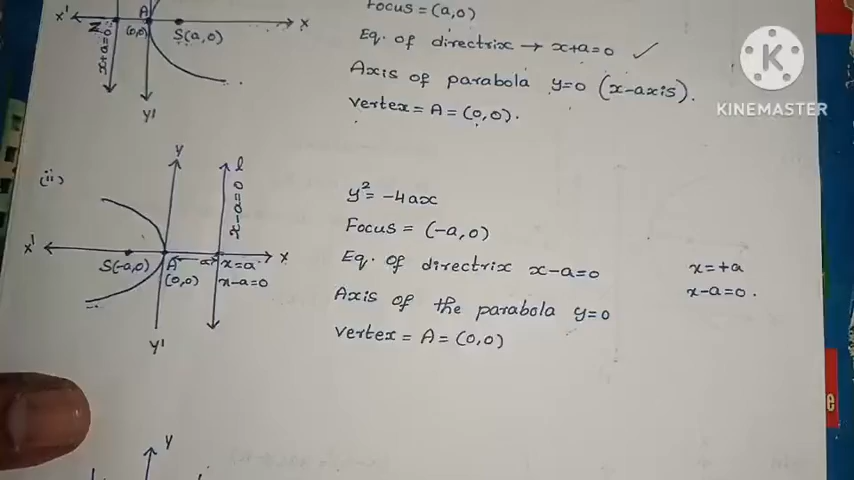 Focus = (a,0)
x' A x
(0,0) S(a,0)
x+a=0
Eq. of directrix → x+a=0 ✓
Axis of parabola y=0 (x-axis).
vertex = A = (0,0).
y'
K
KINEMASTER
(ii)
y l
x-a=0
y² = -4ax
Focus = (-a,0)
x' x
S(-a,0) A a x=a
(0,0) x-a=0
Eq. of directrix x-a=0
x=+a
x-a=0.
Axis of the parabola y=0
vertex = A = (0,0)
y'
y